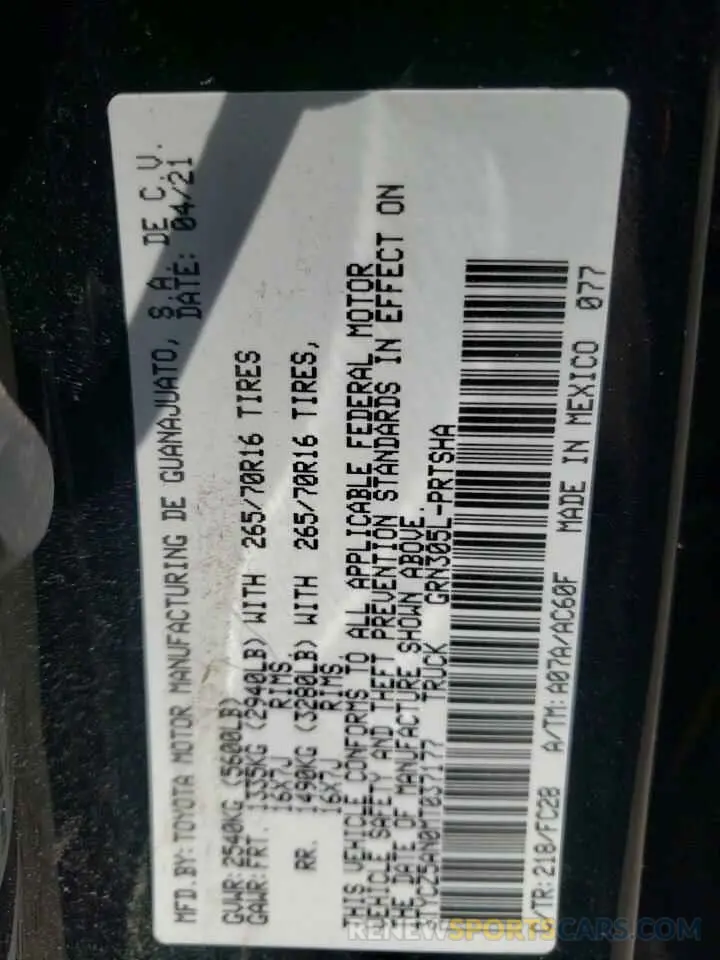 MFD.BY:TOYOTA MOTOR MANUFACTURING DE GUANAJUATO, S.A. DE C.V.
DATE: 04/21
GVWR:2540KG (5600LB)
GAWR:FRT. 1335KG (2940LB) WITH 265/70R16 TIRES
16X7J RIMS,
RR. 1490KG (3280LB) WITH 265/70R16 TIRES,
16X7J RIMS
THIS VEHICLE CONFORMS TO ALL APPLICABLE FEDERAL MOTOR
VEHICLE SAFETY AND THEFT PREVENTION STANDARDS IN EFFECT ON
THE DATE OF MANUFACTURE SHOWN ABOVE.
TRUCK GRN305L-PRTSHA
C/TR:218/FC20 A/TM:A07A/AC60F MADE IN MEXICO 077
RENEWSPORTSCARS.COM